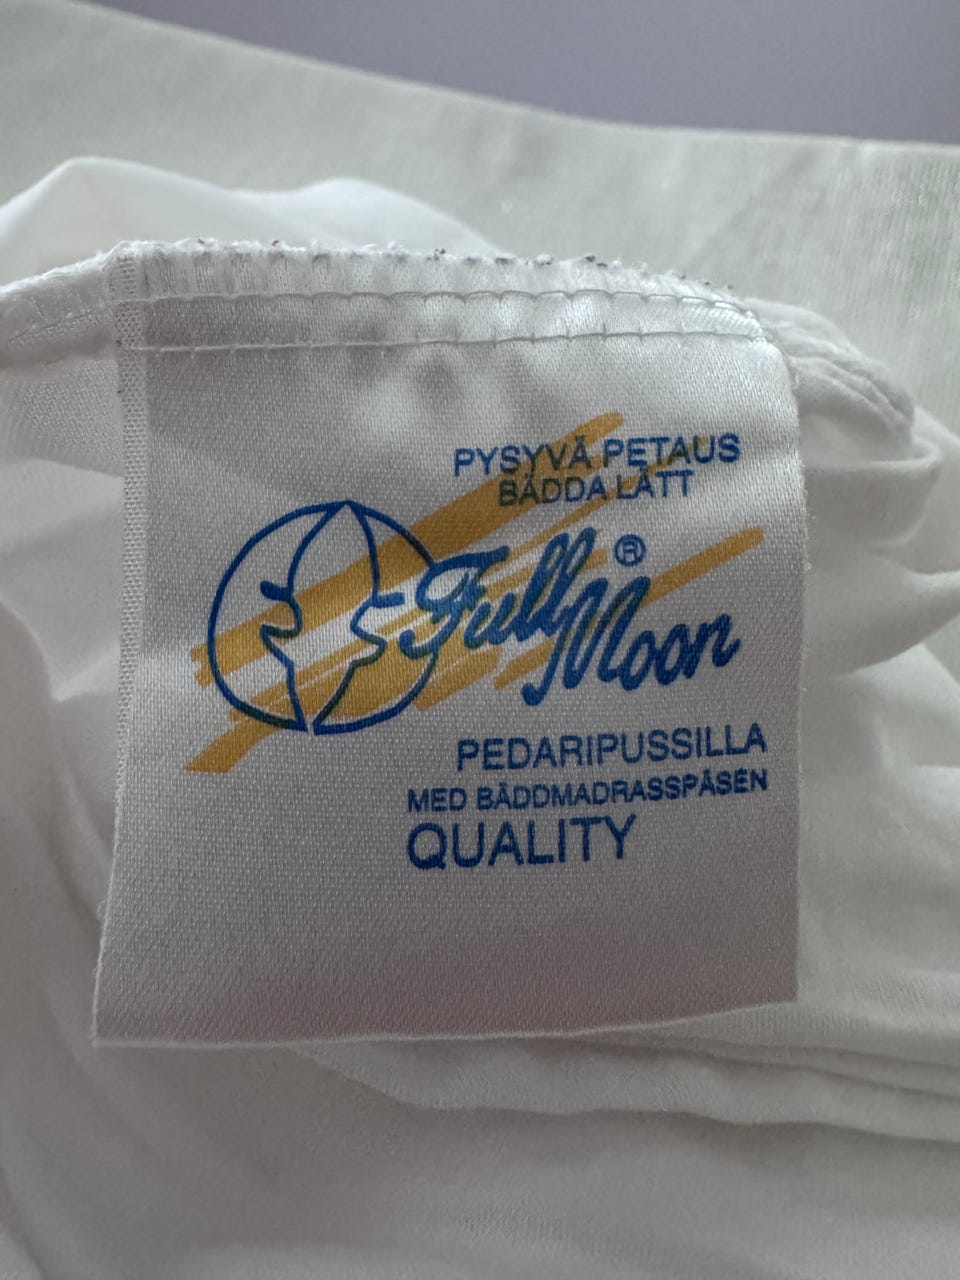 PYSYVÄ PETAUS
BÄDDA LÄTT
Full Moon®
PEDARIPUSSILLA
MED BÄDDMADRASSPÅSEN
QUALITY